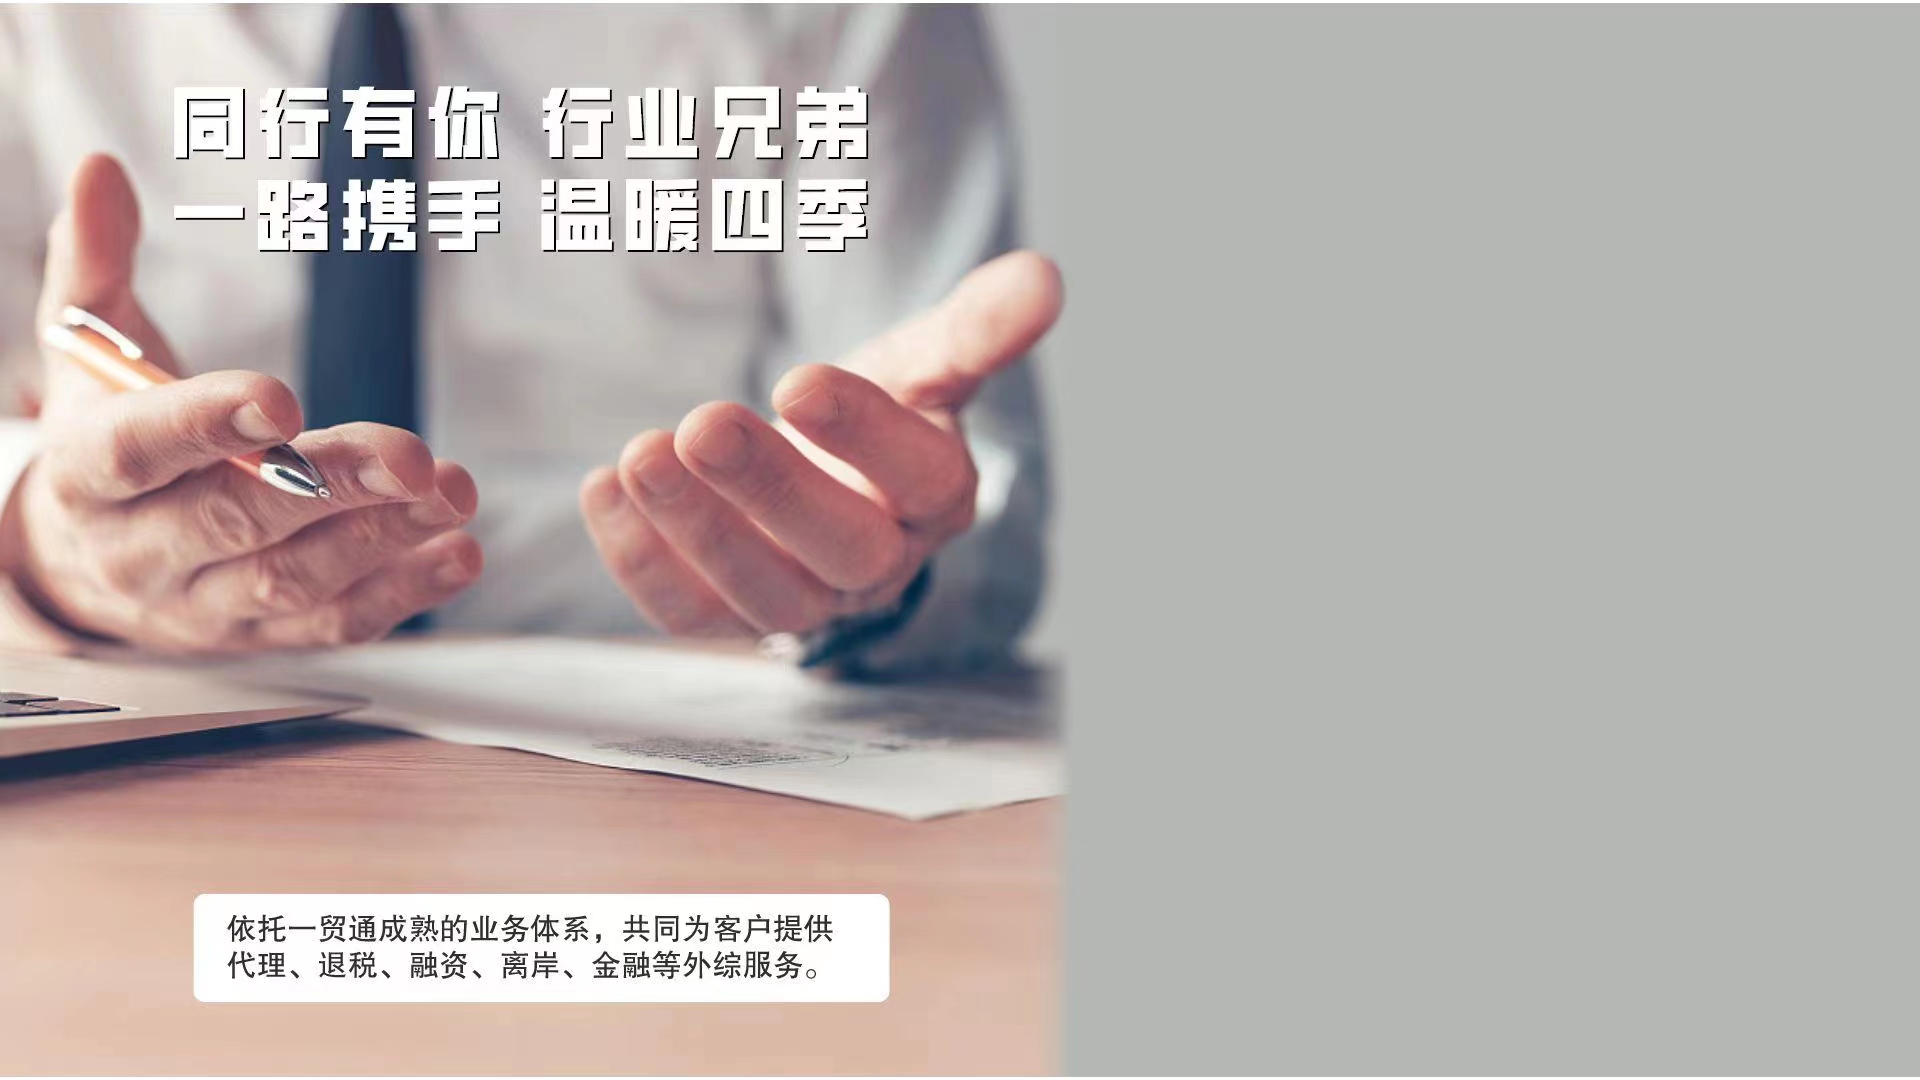 同行有你 行业兄弟
一路携手 温暖四季
依托一贸通成熟的业务体系，共同为客户提供
代理、退税、融资、离岸、金融等外综服务。